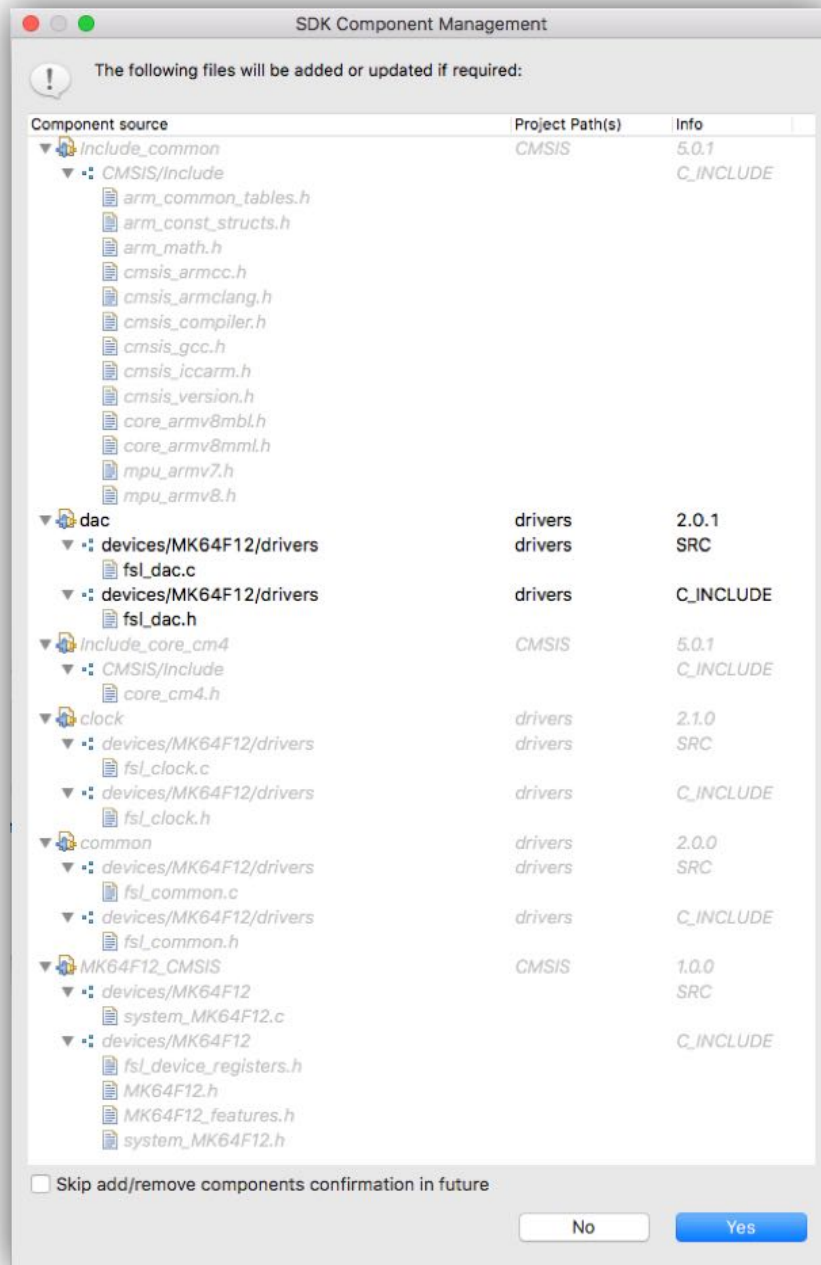 SDK Component Management
The following files will be added or updated if required:
Component source Project Path(s) Info
Include_common CMSIS 5.0.1
CMSIS/Include C_INCLUDE
arm_common_tables.h
arm_const_structs.h
arm_math.h
cmsis_armcc.h
cmsis_armclang.h
cmsis_compiler.h
cmsis_gcc.h
cmsis_iccarm.h
cmsis_version.h
core_armv8mbl.h
core_armv8mml.h
mpu_armv7.h
mpu_armv8.h
dac drivers 2.0.1
devices/MK64F12/drivers drivers SRC
fsl_dac.c
devices/MK64F12/drivers drivers C_INCLUDE
fsl_dac.h
Include_core_cm4 CMSIS 5.0.1
CMSIS/Include C_INCLUDE
core_cm4.h
clock drivers 2.1.0
devices/MK64F12/drivers drivers SRC
fsl_clock.c
devices/MK64F12/drivers drivers C_INCLUDE
fsl_clock.h
common drivers 2.0.0
devices/MK64F12/drivers drivers SRC
fsl_common.c
devices/MK64F12/drivers drivers C_INCLUDE
fsl_common.h
MK64F12_CMSIS CMSIS 1.0.0
devices/MK64F12 SRC
system_MK64F12.c
devices/MK64F12 C_INCLUDE
fsl_device_registers.h
MK64F12.h
MK64F12_features.h
system_MK64F12.h
Skip add/remove components confirmation in future
No Yes